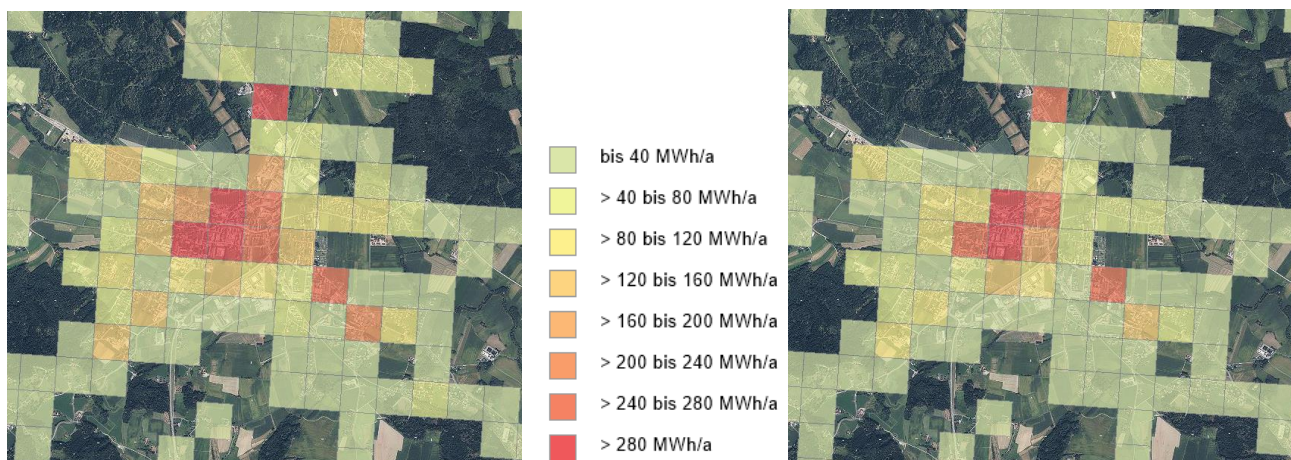 bis 40 MWh/a
> 40 bis 80 MWh/a
> 80 bis 120 MWh/a
> 120 bis 160 MWh/a
> 160 bis 200 MWh/a
> 200 bis 240 MWh/a
> 240 bis 280 MWh/a
> 280 MWh/a